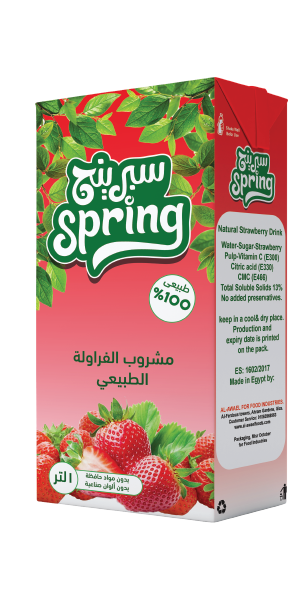 سبرينج
Spring
طبيعى
%100
مشروب الفراولة
الطبيعي
بدون مواد حافظة
بدون ألوان صناعية
١ لتر
سبرينج
Spring
Natural Strawberry Drink
Water-Sugar-Strawberry
Pulp-Vitamin C (E300)
Citric acid (E330)
CMC (E466)
Total Soluble Solids 13%
No added preservatives.
keep in a cool& dry place.
Production and
expiry date is printed
on the pack.
ES: 1602/2017
Made in Egypt by:
AL-AWAEL FOR FOOD INDUSTRIES.
Packaging, Misr October
for Food Industries